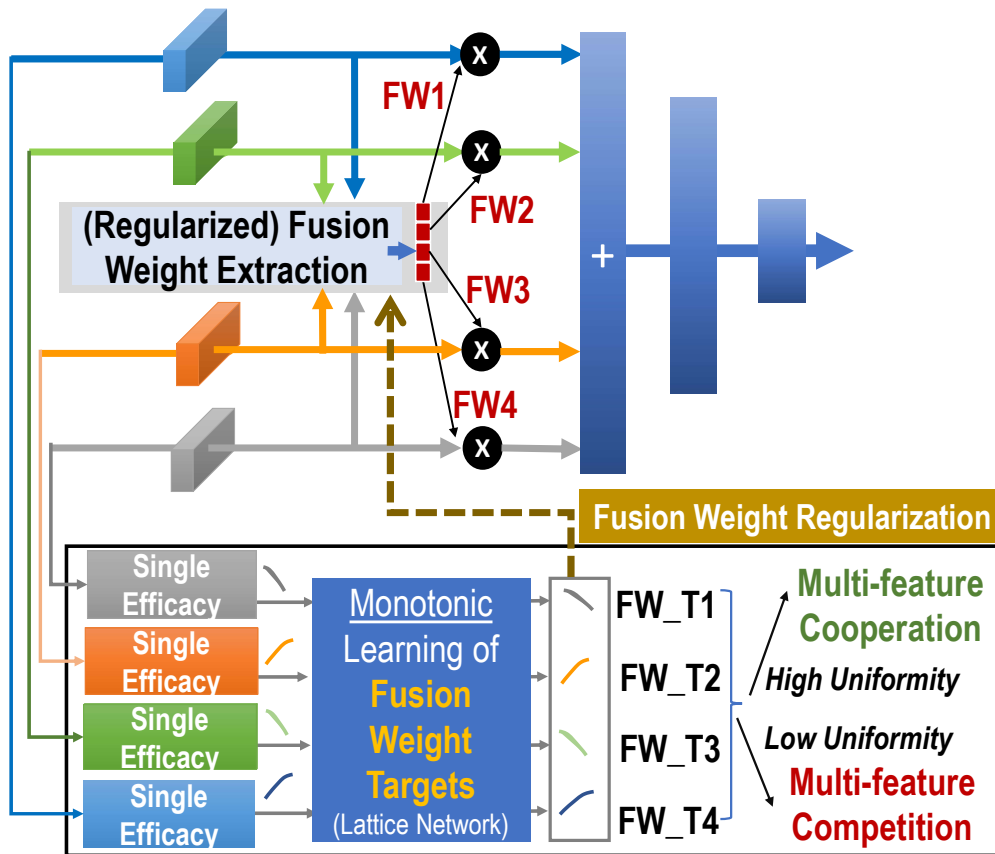 X
FW1
X
(Regularized) Fusion
Weight Extraction
FW2
+
FW3
X
FW4
X
Fusion Weight Regularization
Single
Efficacy
Single
Efficacy
Single
Efficacy
Single
Efficacy
Monotonic
Learning of
Fusion
Weight
Targets
(Lattice Network)
FW_T1
FW_T2
FW_T3
FW_T4
Multi-feature
Cooperation
High Uniformity
Low Uniformity
Multi-feature
Competition